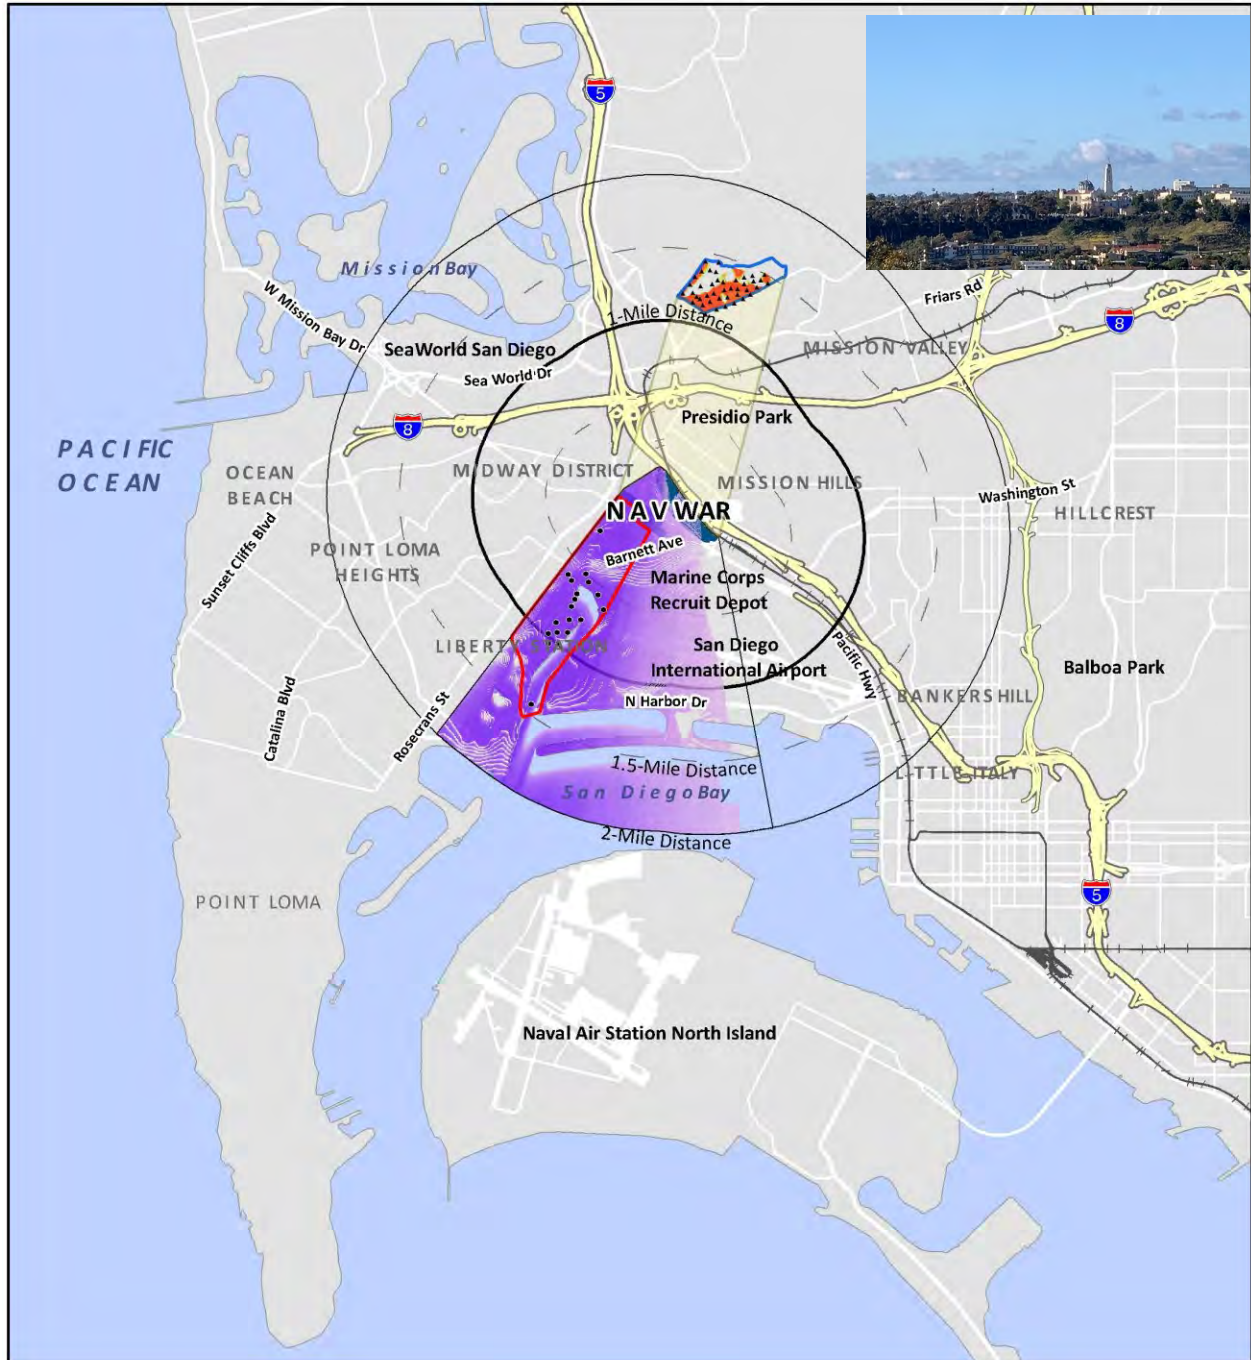 5
Mission Bay
W Mission Bay Dr
1-Mile Distance
Friars Rd
8
SeaWorld San Diego
MISSION VALLEY
Sea World Dr
Presidio Park
8
PACIFIC
OCEAN
OCEAN
BEACH
MIDWAY DISTRICT
MISSION HILLS
Washington St
NAVWAR
HILLCREST
Sunset Cliffs Blvd
POINT LOMA
HEIGHTS
Barnett Ave
Marine Corps
Recruit Depot
LIBERTY STATION
San Diego
International Airport
Pacific Hwy
Balboa Park
Catalina Blvd
Rosecrans St
N Harbor Dr
BANKERS HILL
1.5-Mile Distance
LITTLE ITALY
San Diego Bay
2-Mile Distance
POINT LOMA
5
Naval Air Station North Island